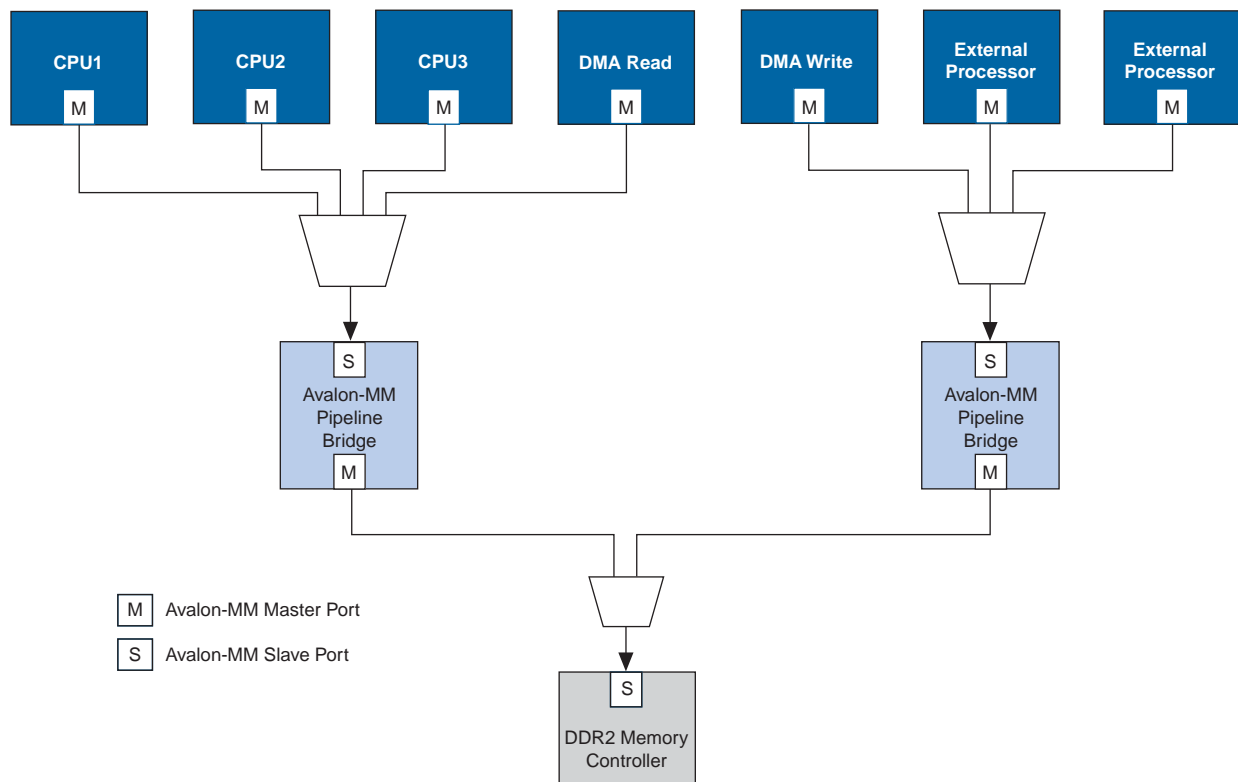 CPU1
CPU2
CPU3
DMA Read
DMA Write
External
Processor
External
Processor
M
M
M
M
M
M
M
S
Avalon-MM
Pipeline
Bridge
M
S
Avalon-MM
Pipeline
Bridge
M
M Avalon-MM Master Port
S Avalon-MM Slave Port
S
DDR2 Memory
Controller